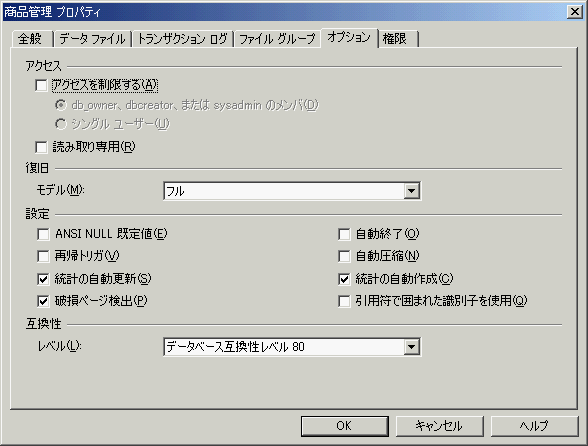 商品管理 プロパティ
全般 データ ファイル トランザクション ログ ファイル グループ オプション 権限
アクセス
アクセスを制限する(A)
db_owner、dbcreator、または sysadmin のメンバ(D)
シングル ユーザー(U)
読み取り専用(R)
復旧
モデル(M): フル
設定
ANSI NULL 既定値(E) 自動終了(O)
再帰トリガ(V) 自動圧縮(N)
統計の自動更新(S) 統計の自動作成(C)
破損ページ検出(P) 引用符で囲まれた識別子を使用(Q)
互換性
レベル(L): データベース互換性レベル 80
OK キャンセル ヘルプ